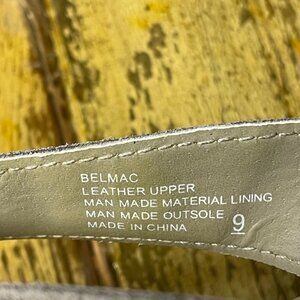 BELMAC
LEATHER UPPER
MAN MADE MATERIAL LINING
MAN MADE OUTSOLE
MADE IN CHINA 9